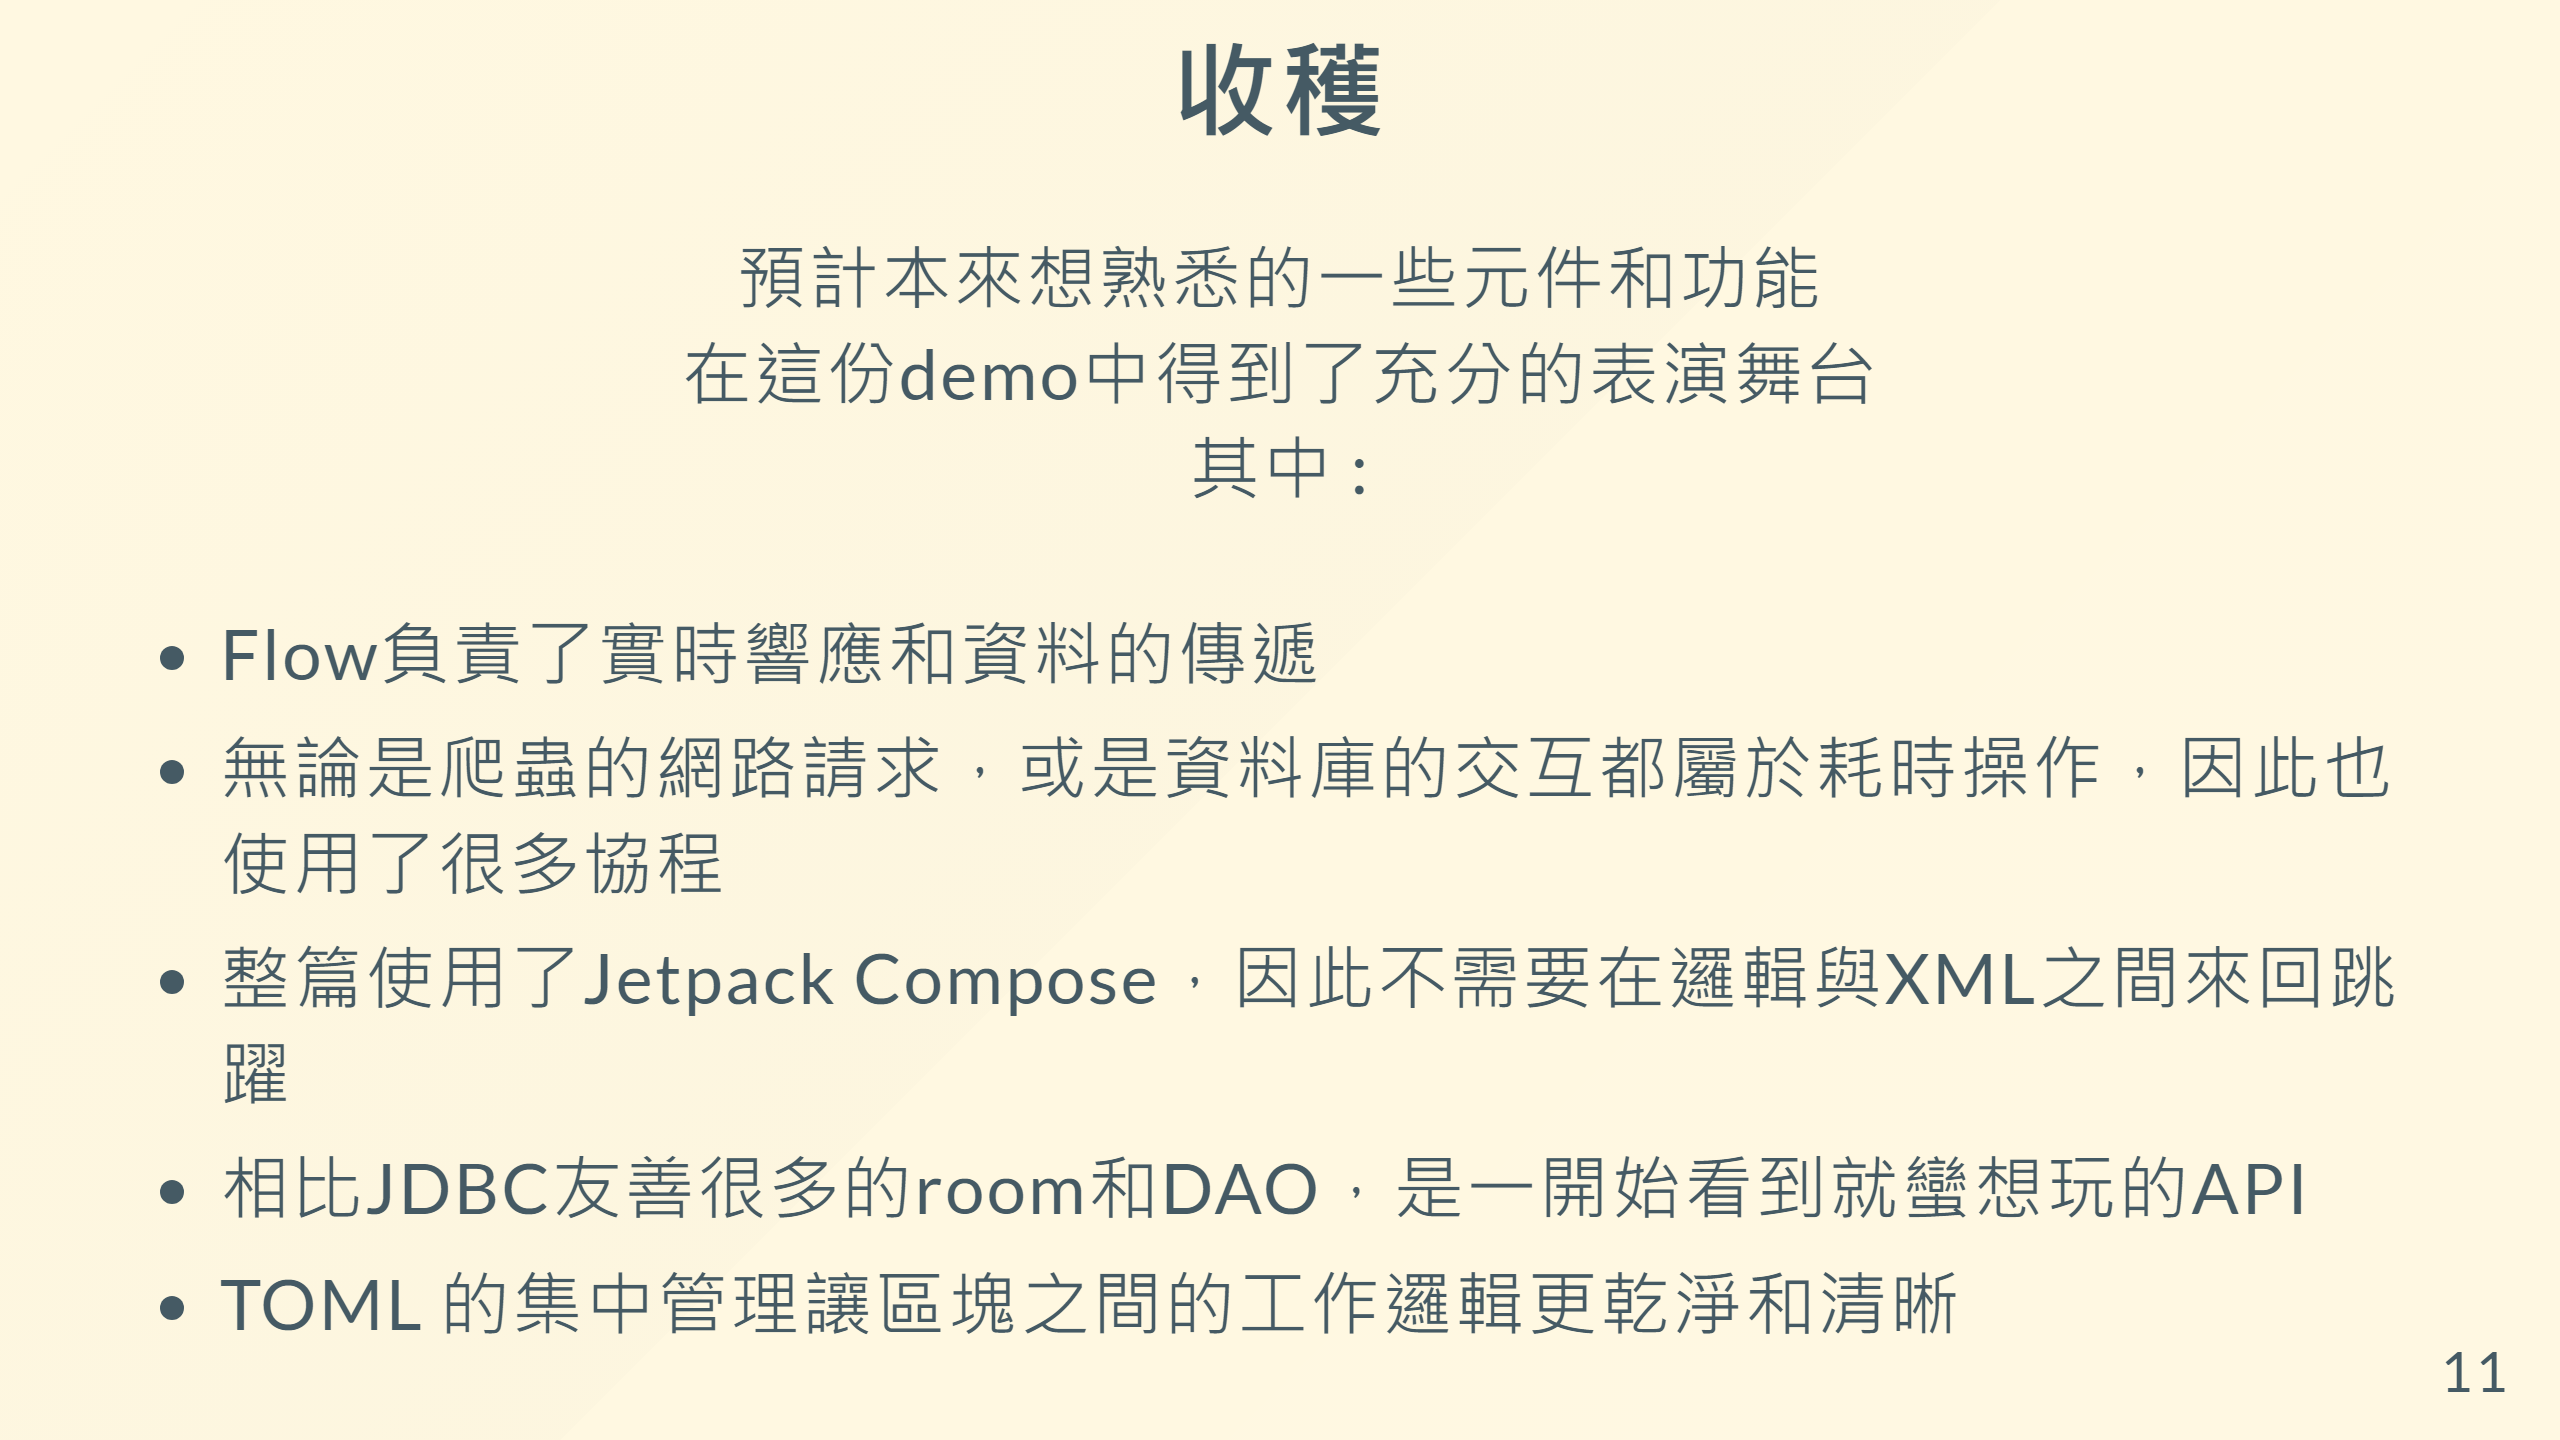 收穫
預計本來想熟悉的一些元件和功能
在這份demo中得到了充分的表演舞台
其中：
• Flow負責了實時響應和資料的傳遞
• 無論是爬蟲的網路請求，或是資料庫的交互都屬於耗時操作，因此也
使用了很多協程
• 整篇使用了Jetpack Compose，因此不需要在邏輯與XML之間來回跳
躍
• 相比JDBC友善很多的room和DAO，是一開始看到就蠻想玩的API
• TOML 的集中管理讓區塊之間的工作邏輯更乾淨和清晰
11